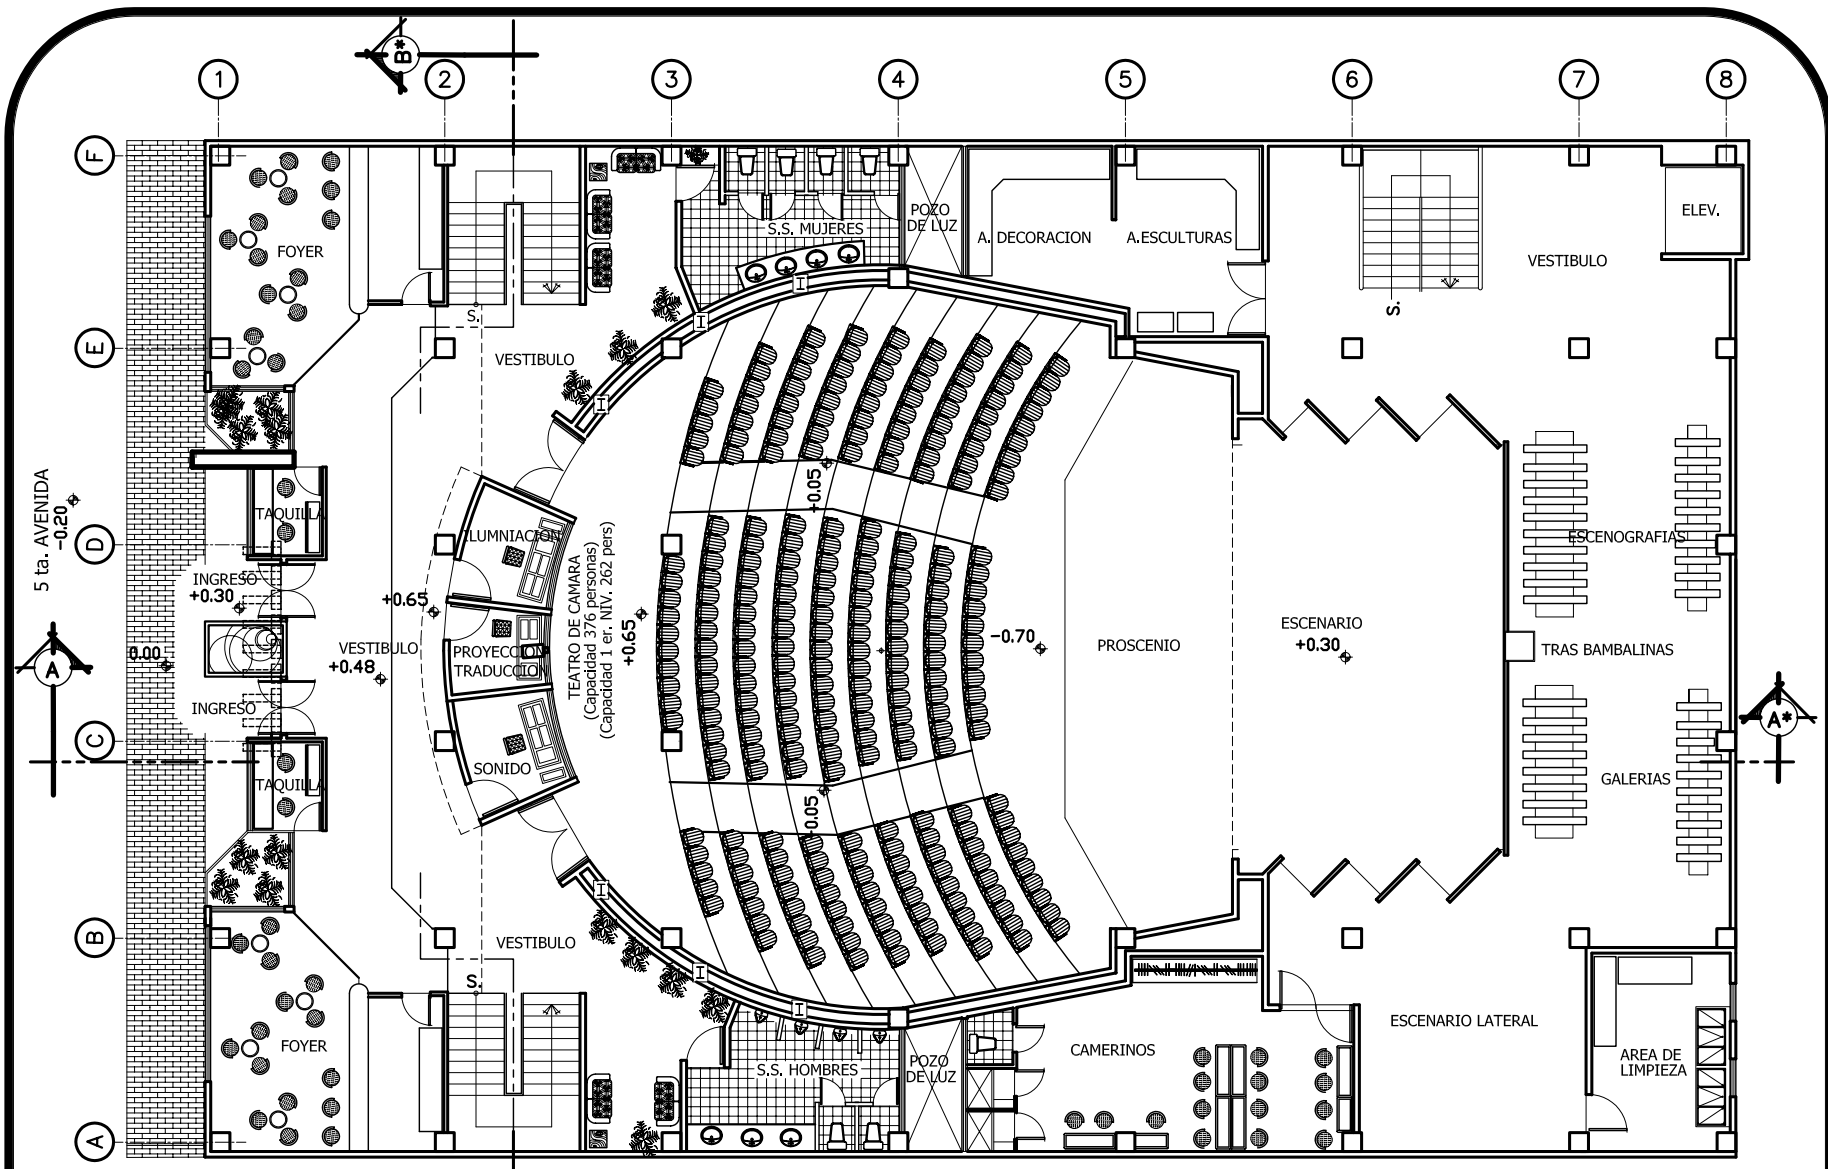 B*
1 2 3 4 5 6 7 8
F
E
D
C
B
A
FOYER
S.S. MUJERES
POZO
DE LUZ
A. DECORACION
A.ESCULTURAS
ELEV.
VESTIBULO
S.
S.
VESTIBULO
5 ta. AVENIDA
-0.20
TAQUILLA
INGRESO
+0.30
0.00
INGRESO
TAQUILLA
A
VESTIBULO
+0.48
+0.65
ILUMNIACION
PROYECCION
TRADUCCION
SONIDO
TEATRO DE CAMARA
(Capacidad 376 personas)
(Capacidad 1 er. NIV. 262 pers)
+0.65
+0.05
+0.05
-0.70
PROSCENIO
ESCENARIO
+0.30
ESCENOGRAFIAS
TRAS BAMBALINAS
GALERIAS
A*
VESTIBULO
S.
FOYER
S.S. HOMBRES
POZO
DE LUZ
CAMERINOS
ESCENARIO LATERAL
AREA DE
LIMPIEZA